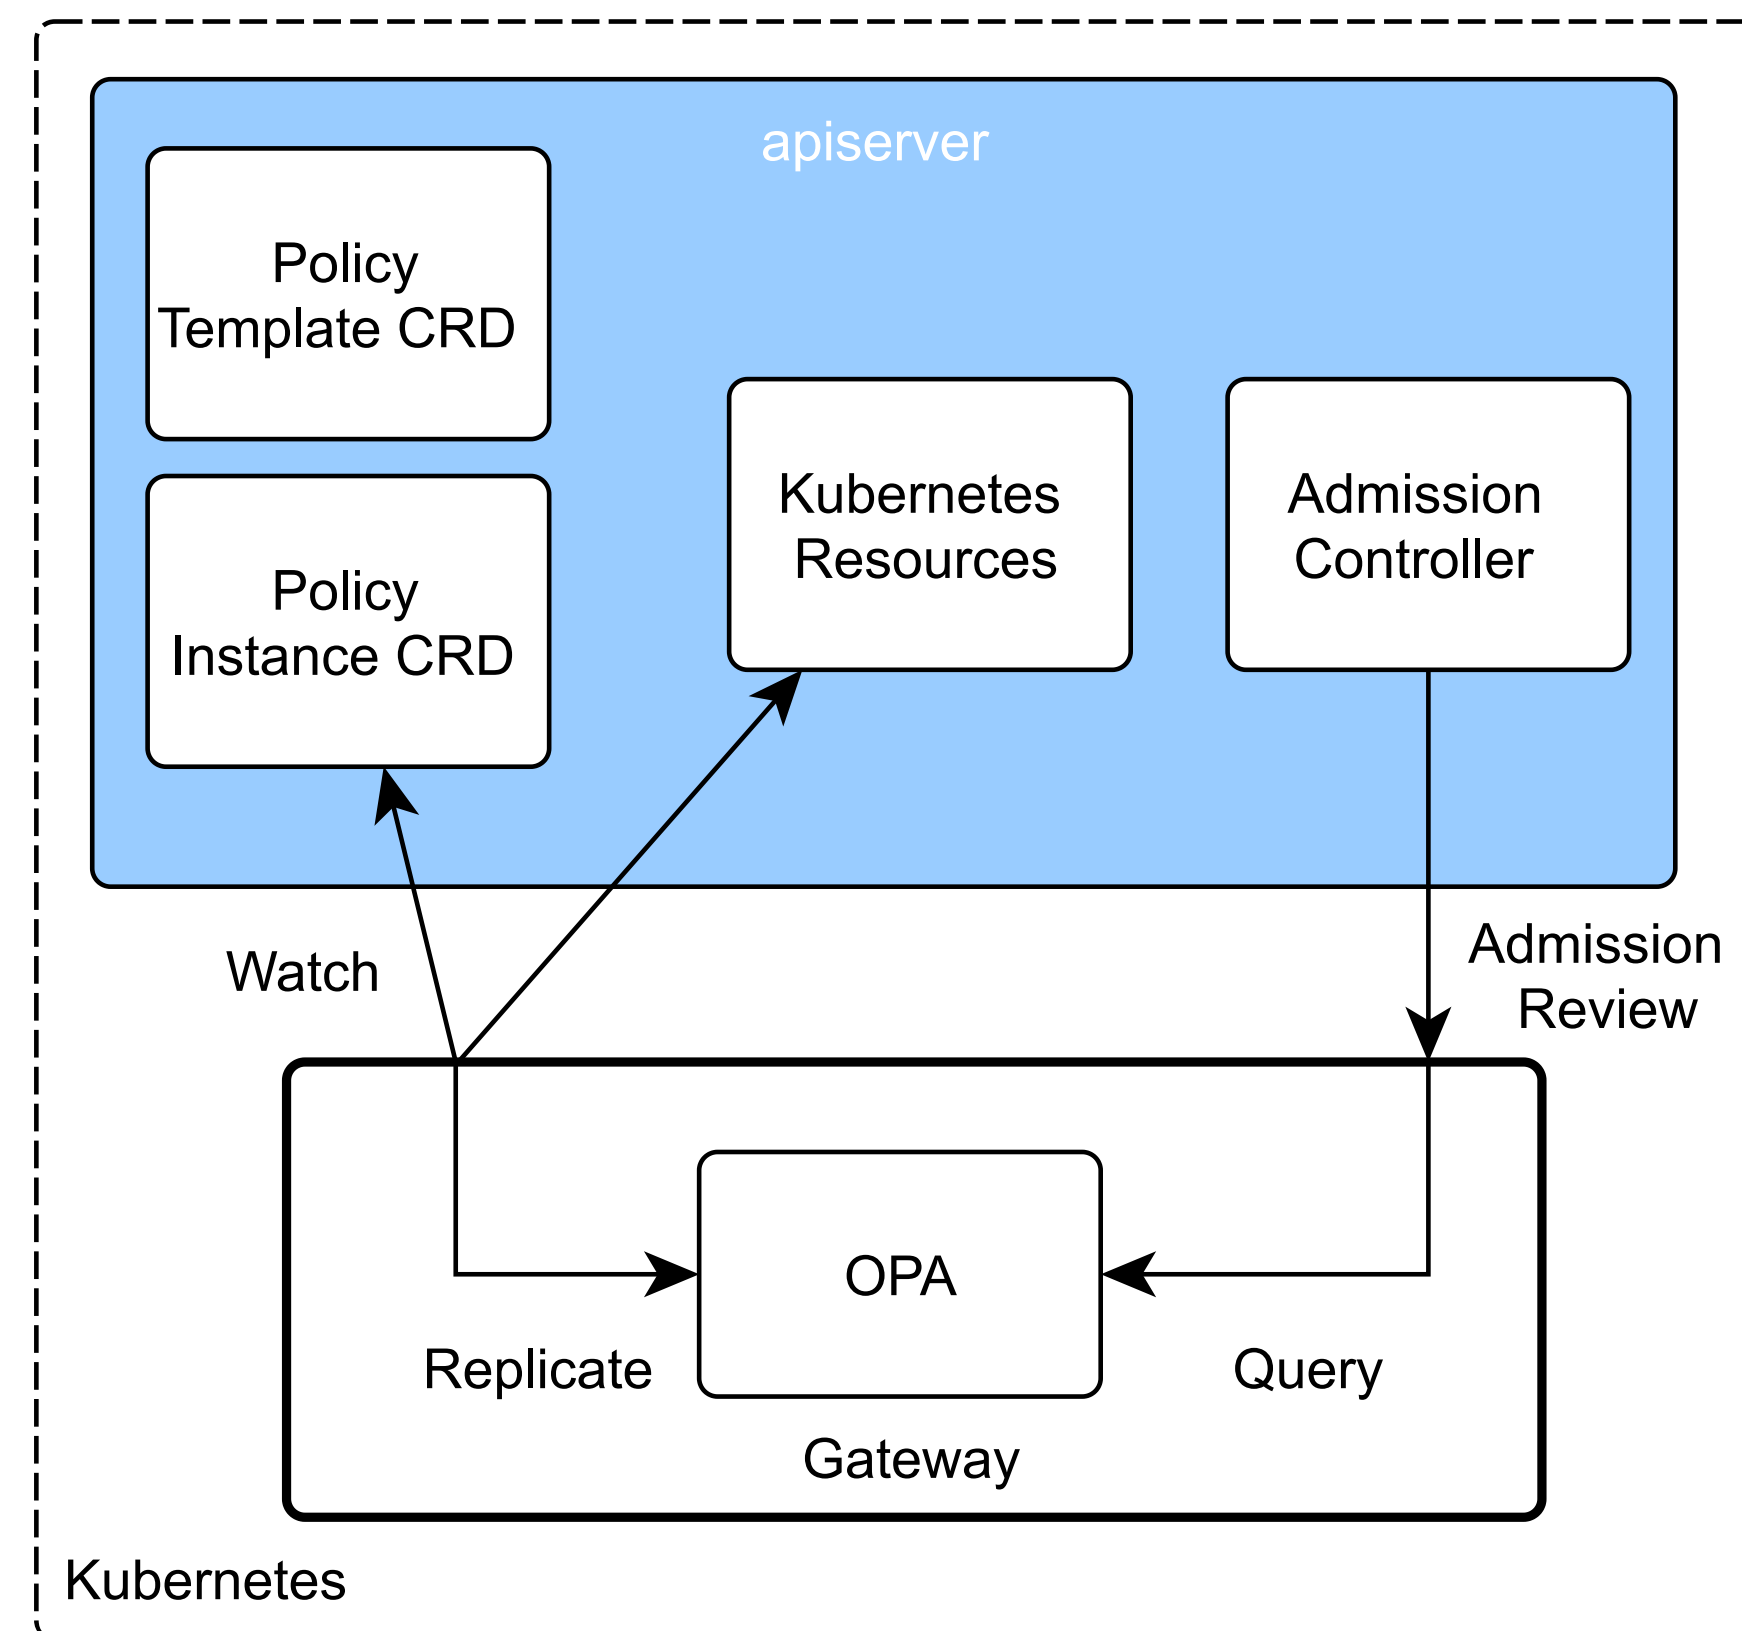 apiserver
Policy
Template CRD
Policy
Instance CRD
Kubernetes
Resources
Admission
Controller
Watch
Admission
Review
OPA
Replicate
Query
Gateway
Kubernetes